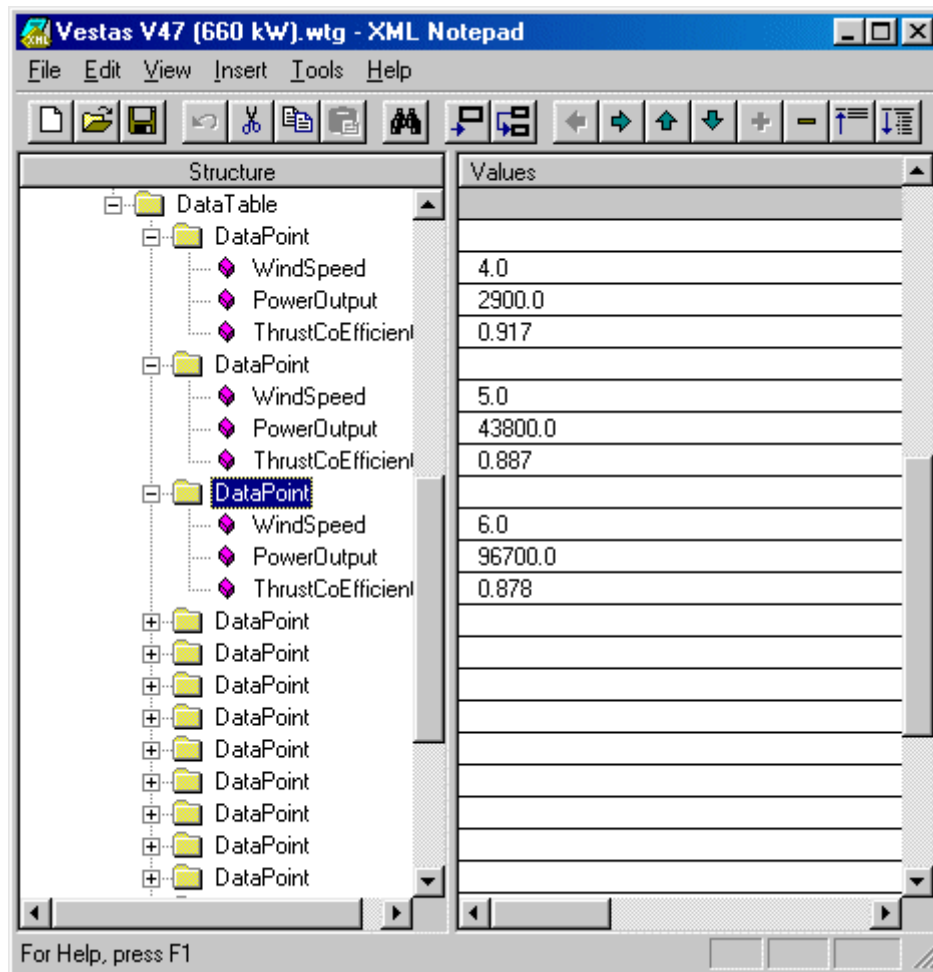 Vestas V47 (660 kW).wtg - XML Notepad
File Edit View Insert Tools Help
Structure Values
DataTable
DataPoint
WindSpeed 4.0
PowerOutput 2900.0
ThrustCoEfficient 0.917
DataPoint
WindSpeed 5.0
PowerOutput 43800.0
ThrustCoEfficient 0.887
DataPoint
WindSpeed 6.0
PowerOutput 96700.0
ThrustCoEfficient 0.878
DataPoint
DataPoint
DataPoint
DataPoint
DataPoint
DataPoint
DataPoint
DataPoint
DataPoint
For Help, press F1